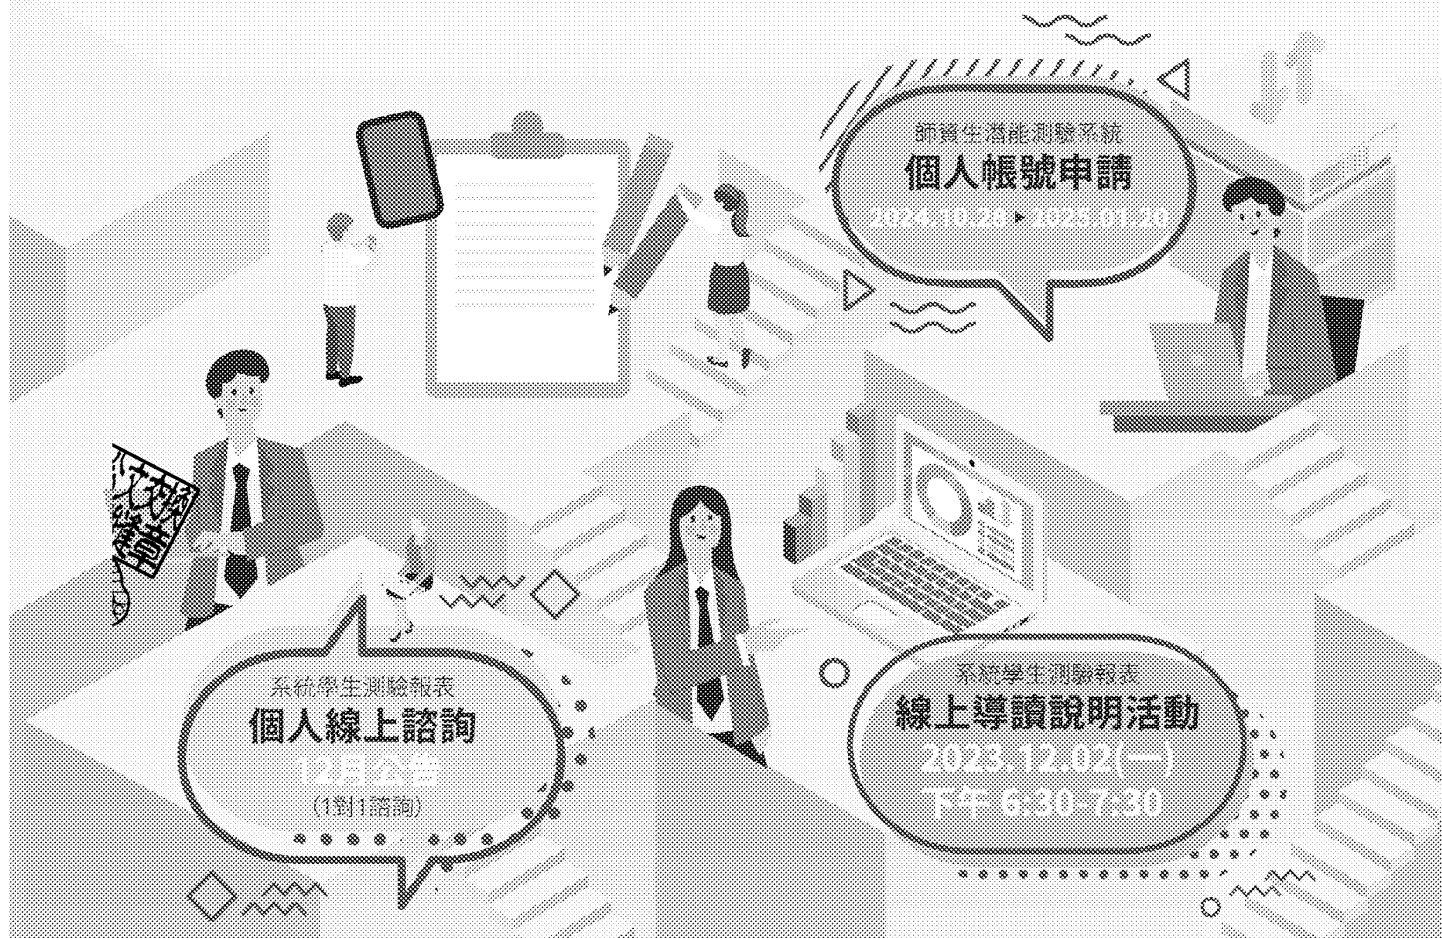 師資生潛能測驗系統
個人帳號申請
2024.10.28 ▸ 2025.01.20
系統學生測驗報表
個人線上諮詢
12月公告
(1對1諮詢)
系統學生測驗報表
線上導讀說明活動
2023.12.02(一)
下午 6:30-7:30